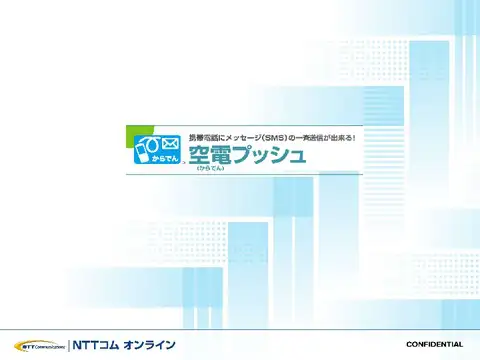 携帯電話にメッセージ(SMS)の一斉送信が出来る!
からでん
空電プッシュ
(からでん)
NTT Communications
NTTコム オンライン
CONFIDENTIAL